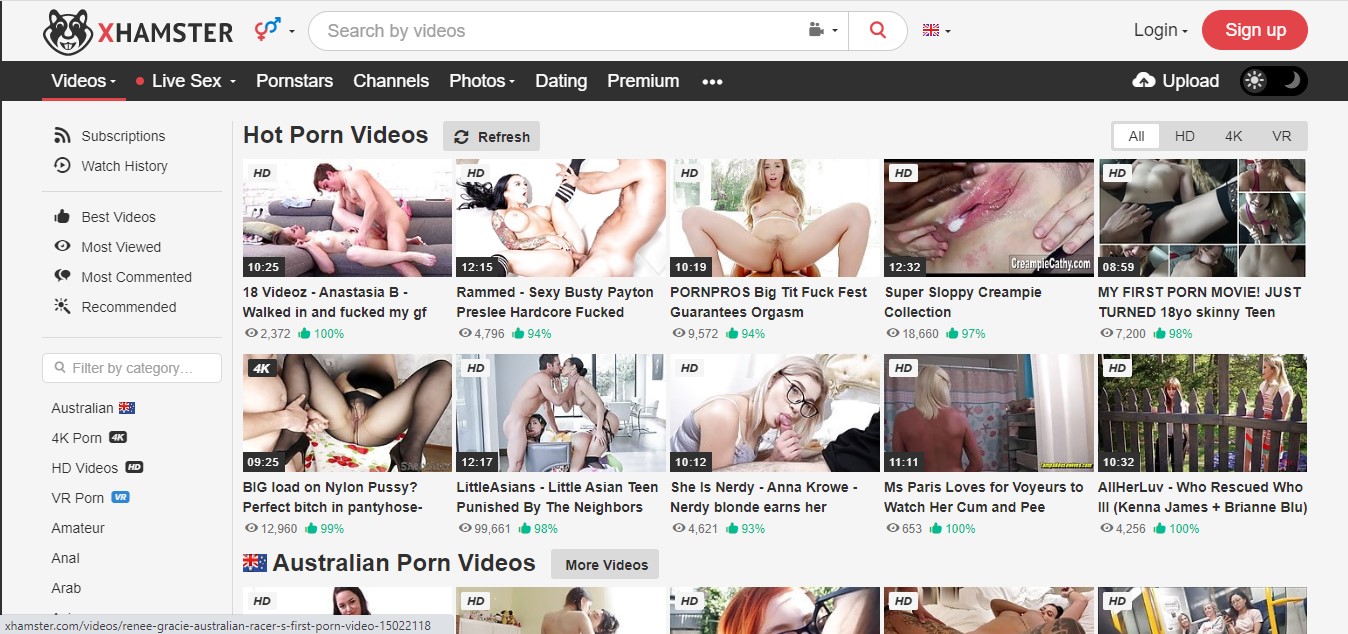 XHAMSTER
Search by videos
Login
Sign up
Videos
Live Sex
Pornstars
Channels
Photos
Dating
Premium
Upload
Subscriptions
Watch History
Best Videos
Most Viewed
Most Commented
Recommended
Filter by category...
Australian
4K Porn 4K
HD Videos HD
VR Porn VR
Amateur
Anal
Arab
Hot Porn Videos
Refresh
All HD 4K VR
HD
10:25
18 Videoz - Anastasia B -
Walked in and fucked my gf
2,372 100%
HD
12:15
Rammed - Sexy Busty Payton
Preslee Hardcore Fucked
4,796 94%
HD
10:19
PORNPROS Big Tit Fuck Fest
Guarantees Orgasm
9,572 94%
HD
12:32
CreampieCathy.com
Super Sloppy Creampie
Collection
18,660 97%
HD
08:59
MY FIRST PORN MOVIE! JUST
TURNED 18yo skinny Teen
7,200 98%
4K
09:25
BIG load on Nylon Pussy?
Perfect bitch in pantyhose-
12,960 99%
HD
12:17
LittleAsians - Little Asian Teen
Punished By The Neighbors
99,661 98%
HD
10:12
She Is Nerdy - Anna Krowe -
Nerdy blonde earns her
4,621 93%
HD
11:11
Ms Paris Loves for Voyeurs to
Watch Her Cum and Pee
653 100%
HD
10:32
AllHerLuv - Who Rescued Who
III (Kenna James + Brianne Blu)
4,256 100%
Australian Porn Videos
More Videos
HD
HD
HD
HD
HD
xhamster.com/videos/renee-gracie-australian-racer-s-first-porn-video-15022118